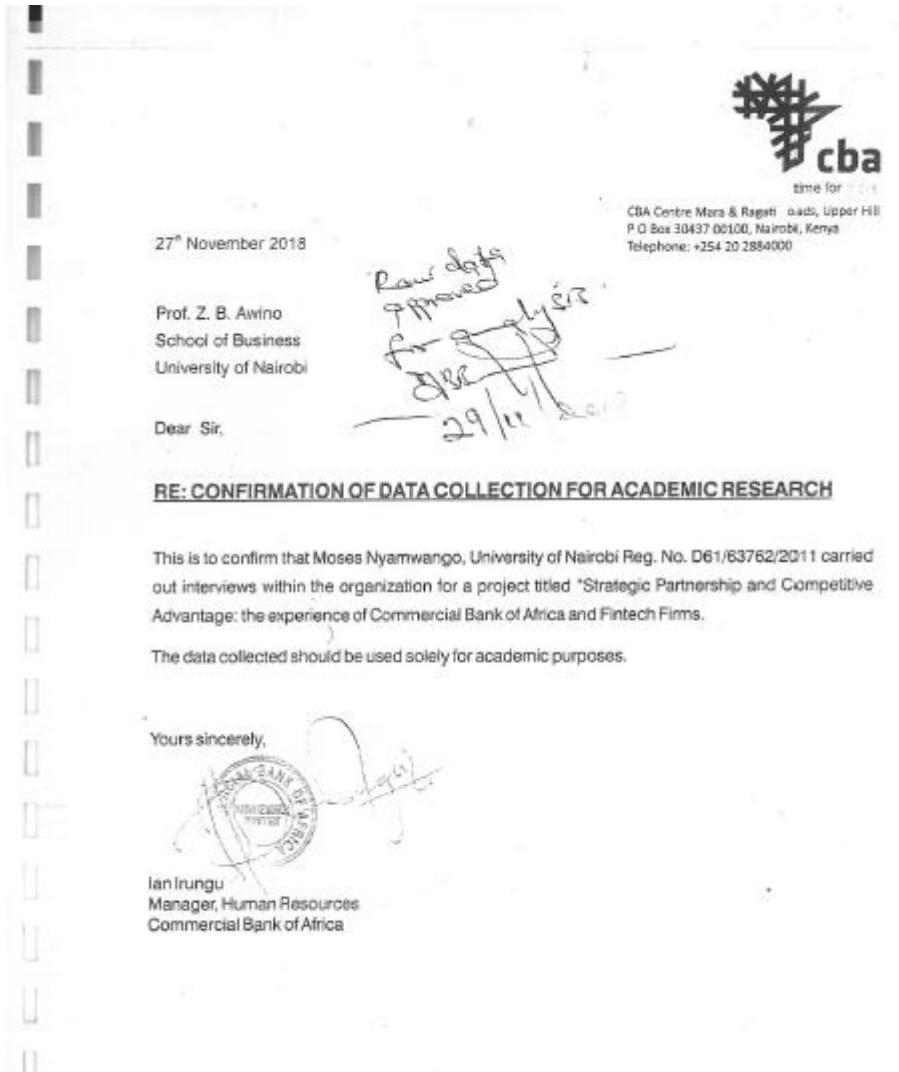 cba
time for
CBA Centre Mara & Ragati oads, Upper Hill
P O Box 30437 00100, Nairobi, Kenya
Telephone: +254 20 2884000
27th November 2018
Raw data
approved
for analysis
29/11/
Prof. Z. B. Awino
School of Business
University of Nairobi
Dear Sir,
RE: CONFIRMATION OF DATA COLLECTION FOR ACADEMIC RESEARCH
This is to confirm that Moses Nyamwango, University of Nairobi Reg. No. D61/63762/2011 carried
out interviews within the organization for a project titled "Strategic Partnership and Competitive
Advantage: the experience of Commercial Bank of Africa and Fintech Firms.
The data collected should be used solely for academic purposes.
Yours sincerely,
BANK OF AFRICA
Ian Irungu
Manager, Human Resources
Commercial Bank of Africa